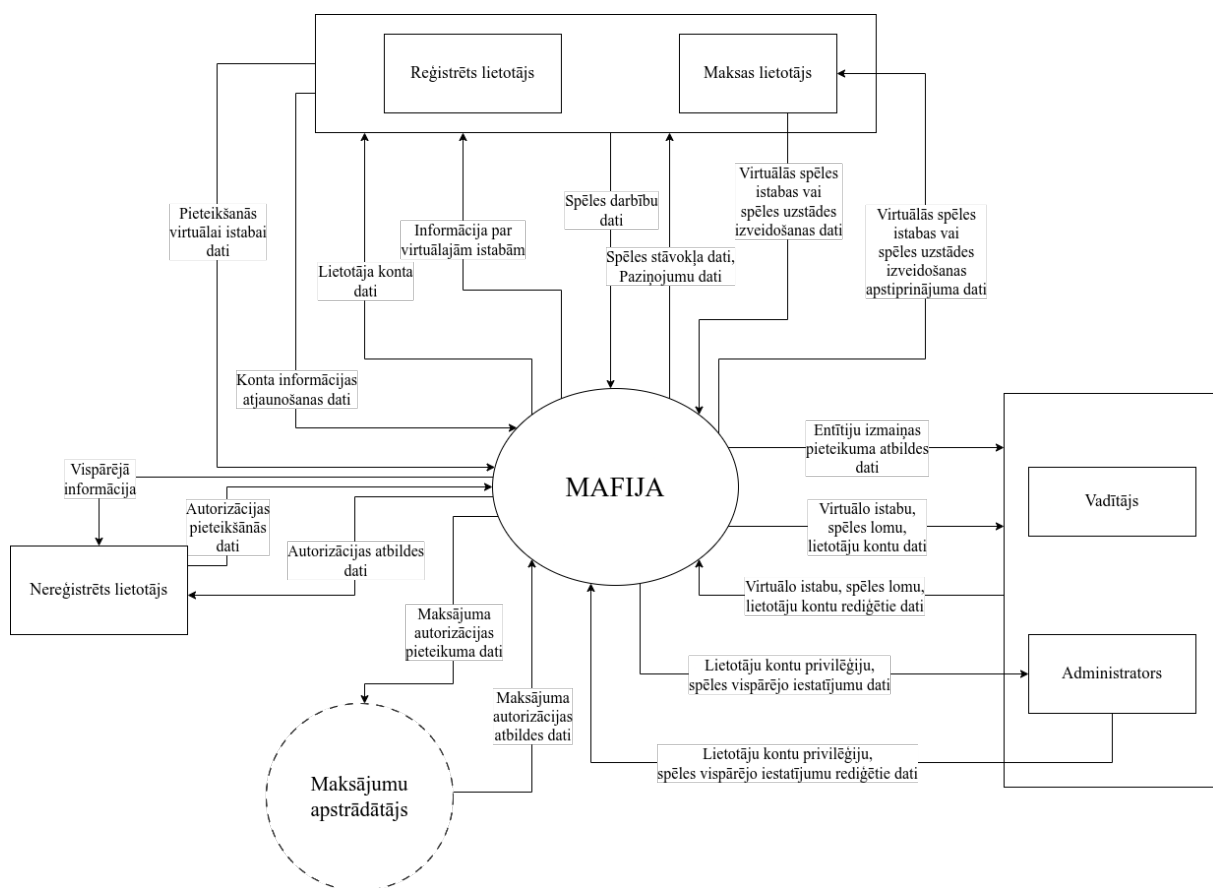 Reģistrēts lietotājs
Maksas lietotājs
Pieteikšanās
virtuālai istabai
dati
Lietotāja konta
dati
Informācija par
virtuālajām istabām
Spēles darbību
dati
Spēles stāvokļa dati,
Paziņojumu dati
Virtuālās spēles
istabas vai
spēles uzstādes
izveidošanas dati
Virtuālās spēles
istabas vai
spēles uzstādes
izveidošanas
apstiprinājuma dati
Konta informācijas
atjaunošanas dati
MAFIJA
Entītiju izmaiņas
pieteikuma atbildes
dati
Vadītājs
Vispārējā
informācija
Autorizācijas
pieteikšānās
dati
Autorizācijas atbildes
dati
Nereģistrēts lietotājs
Virtuālo istabu,
spēles lomu,
lietotāju kontu dati
Virtuālo istabu, spēles lomu,
lietotāju kontu rediģētie dati
Maksājuma
autorizācijas
pieteikuma dati
Maksājuma
autorizācijas
atbildes dati
Lietotāju kontu privilēģiju,
spēles vispārējo iestatījumu dati
Administrators
Lietotāju kontu privilēģiju,
spēles vispārējo iestatījumu rediģētie dati
Maksājumu
apstrādātājs